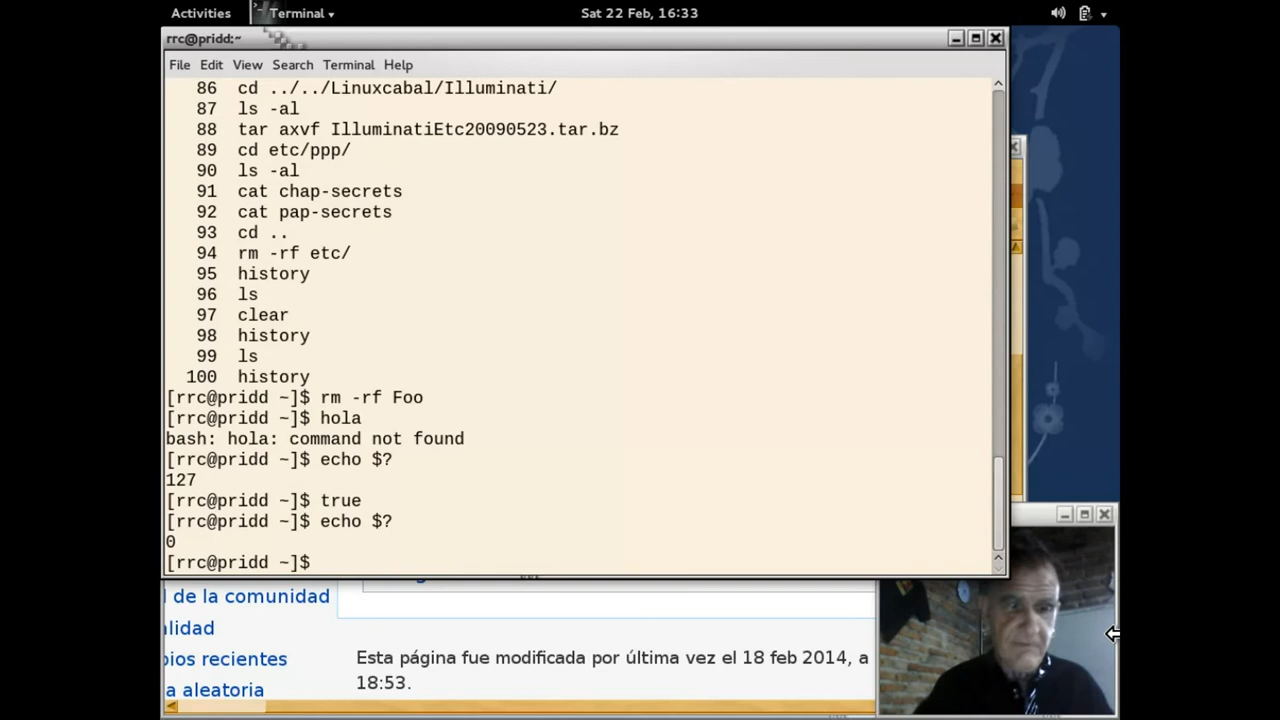 Activities Terminal Sat 22 Feb, 16:33
rrc@pridd:~
File Edit View Search Terminal Help
86 cd ../../Linuxcabal/Illuminati/
87 ls -al
88 tar axvf IlluminatiEtc20090523.tar.bz
89 cd etc/ppp/
90 ls -al
91 cat chap-secrets
92 cat pap-secrets
93 cd ..
94 rm -rf etc/
95 history
96 ls
97 clear
98 history
99 ls
100 history
[rrc@pridd ~]$ rm -rf Foo
[rrc@pridd ~]$ hola
bash: hola: command not found
[rrc@pridd ~]$ echo $?
127
[rrc@pridd ~]$ true
[rrc@pridd ~]$ echo $?
0
[rrc@pridd ~]$
l de la comunidad
alidad
bios recientes
a aleatoria
Esta página fue modificada por última vez el 18 feb 2014, a
18:53.